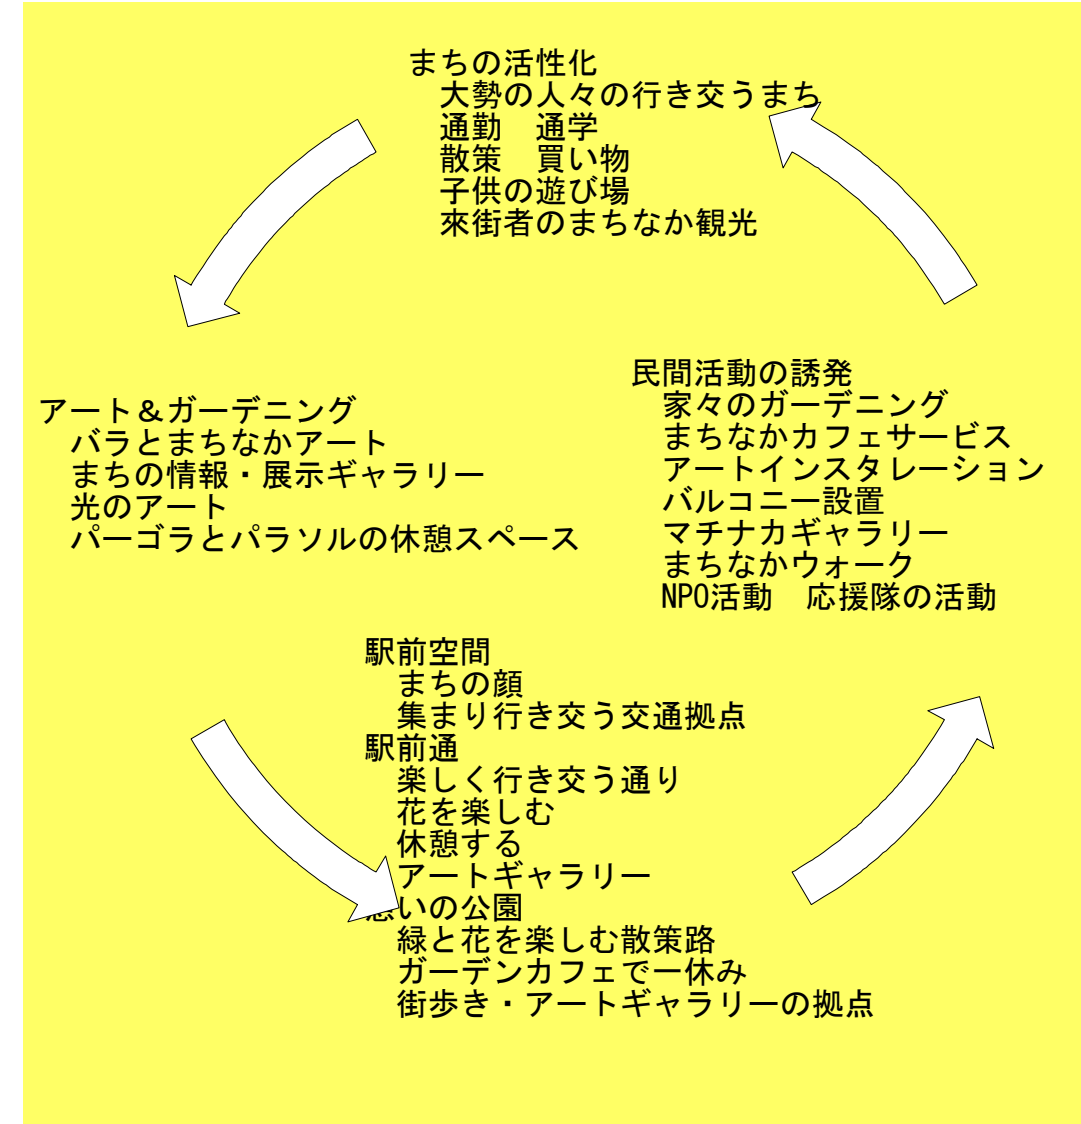 まちの活性化
大勢の人々の行き交うまち
通勤　通学
散策　買い物
子供の遊び場
來街者のまちなか観光
アート＆ガーデニング
バラとまちなかアート
まちの情報・展示ギャラリー
光のアート
パーゴラとパラソルの休憩スペース
民間活動の誘発
家々のガーデニング
まちなかカフェサービス
アートインスタレーション
バルコニー設置
マチナカギャラリー
まちなかウォーク
NPO活動　応援隊の活動
駅前空間
まちの顔
集まり行き交う交通拠点
駅前通
楽しく行き交う通り
花を楽しむ
休憩する
アートギャラリー
憩いの公園
緑と花を楽しむ散策路
ガーデンカフェで一休み
街歩き・アートギャラリーの拠点